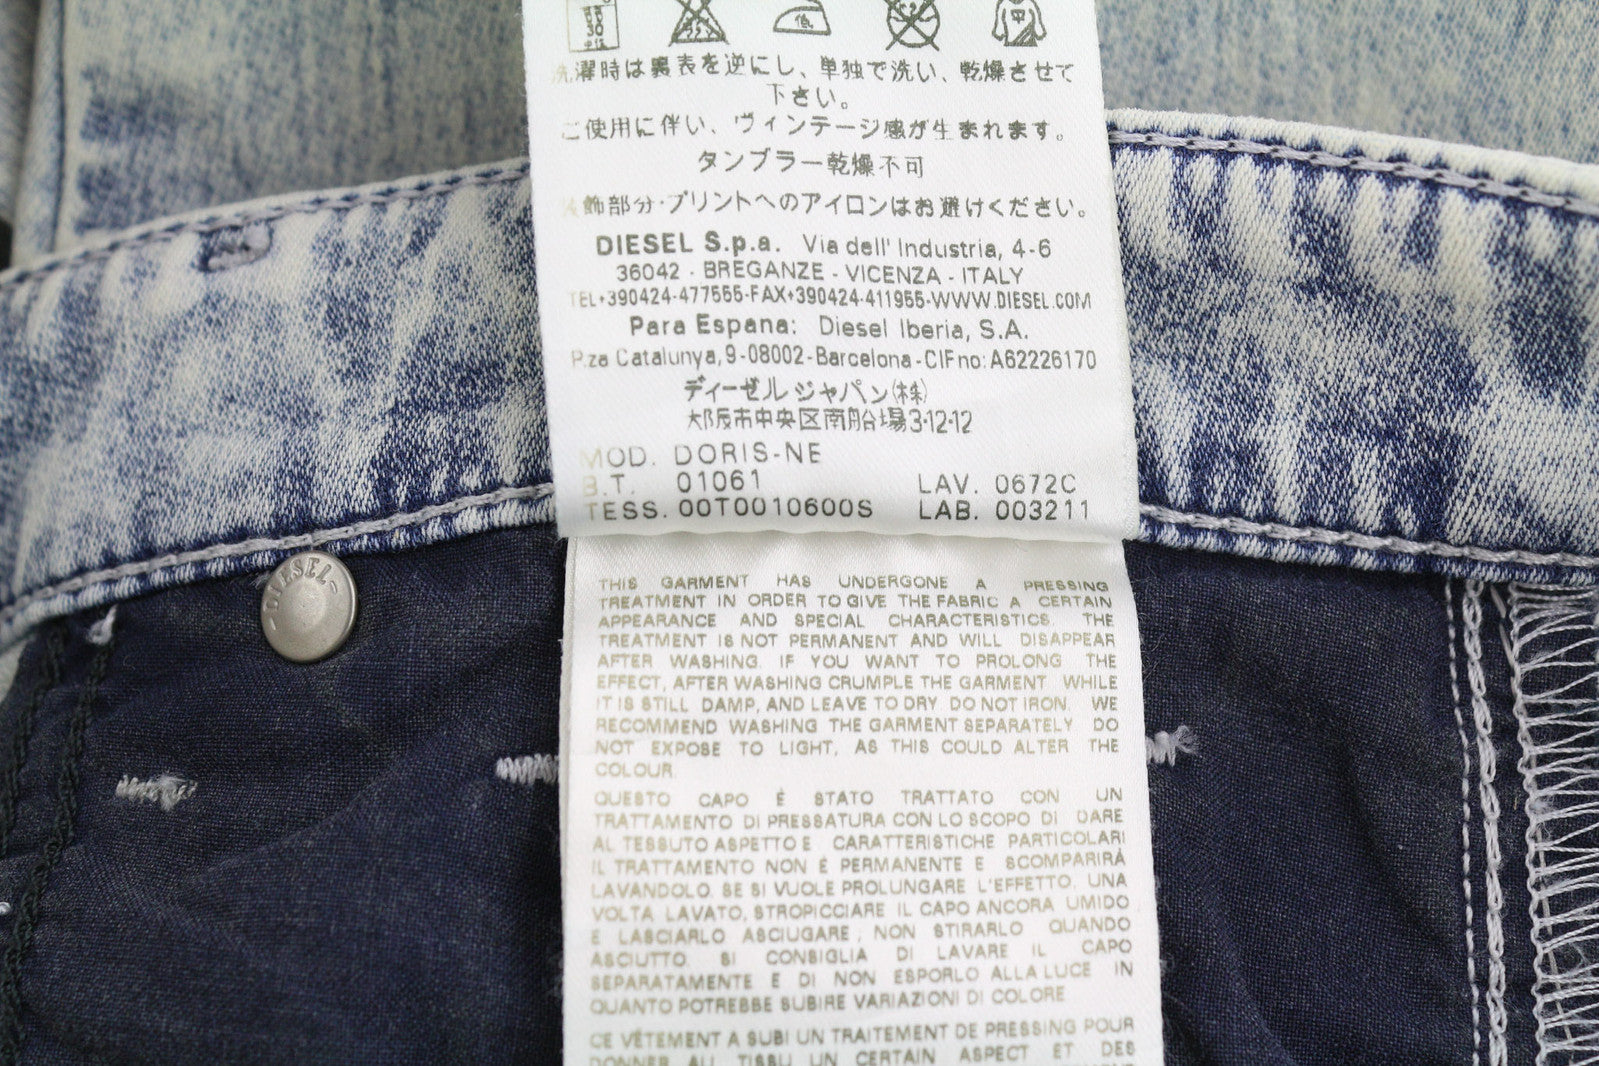 30
中性
低
洗濯時は裏表を逆にし、単独で洗い、乾燥させて
下さい。
ご使用に伴い、ヴィンテージ感が生まれます。
タンブラー乾燥不可
飾部分・プリントへのアイロンはお避けください。
DIESEL S.p.a. Via dell' Industria, 4-6
36042 - BREGANZE - VICENZA - ITALY
TEL+390424-477555-FAX+390424-411955-WWW.DIESEL.COM
Para Espana: Diesel Iberia, S.A.
P.za Catalunya, 9-08002-Barcelona-CIF no: A62226170
ディーゼル ジャパン(株)
大阪市中央区南船場3-12-12
MOD. DORIS-NE
B.T. 01061 LAV. 0672C
TESS. 00T0010600S LAB. 003211
DIESEL
THIS GARMENT HAS UNDERGONE A PRESSING
TREATMENT IN ORDER TO GIVE THE FABRIC A CERTAIN
APPEARANCE AND SPECIAL CHARACTERISTICS. THE
TREATMENT IS NOT PERMANENT AND WILL DISAPPEAR
AFTER WASHING. IF YOU WANT TO PROLONG THE
EFFECT, AFTER WASHING CRUMPLE THE GARMENT WHILE
IT IS STILL DAMP, AND LEAVE TO DRY. DO NOT IRON. WE
RECOMMEND WASHING THE GARMENT SEPARATELY. DO
NOT EXPOSE TO LIGHT, AS THIS COULD ALTER THE
COLOUR.
QUESTO CAPO É STATO TRATTATO CON UN
TRATTAMENTO DI PRESSATURA CON LO SCOPO DI DARE
AL TESSUTO ASPETTO E CARATTERISTICHE PARTICOLARI
IL TRATTAMENTO NON É PERMANENTE E SCOMPARIRÀ
LAVANDOLO. SE SI VUOLE PROLUNGARE L'EFFETTO, UNA
VOLTA LAVATO, STROPICCIARE IL CAPO ANCORA UMIDO
E LASCIARLO ASCIUGARE; NON STIRARLO QUANDO
ASCIUTTO. SI CONSIGLIA DI LAVARE IL CAPO
SEPARATAMENTE E DI NON ESPORLO ALLA LUCE IN
QUANTO POTREBBE SUBIRE VARIAZIONI DI COLORE
CE VÊTEMENT A SUBI UN TRAITEMENT DE PRESSING POUR
DONNER AU TISSU UN CERTAIN ASPECT ET DES